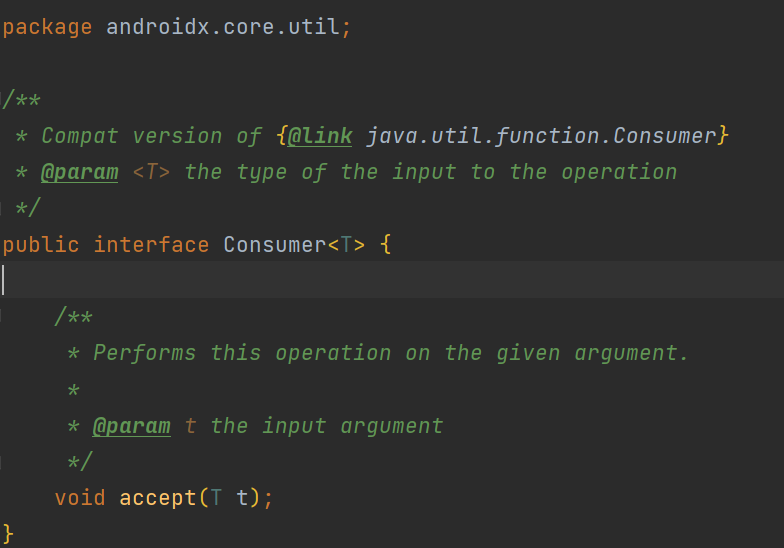 package androidx.core.util;
/**
 * Compat version of {@link java.util.function.Consumer}
 * @param <T> the type of the input to the operation
 */
public interface Consumer<T> {
    /**
     * Performs this operation on the given argument.
     *
     * @param t the input argument
     */
    void accept(T t);
}